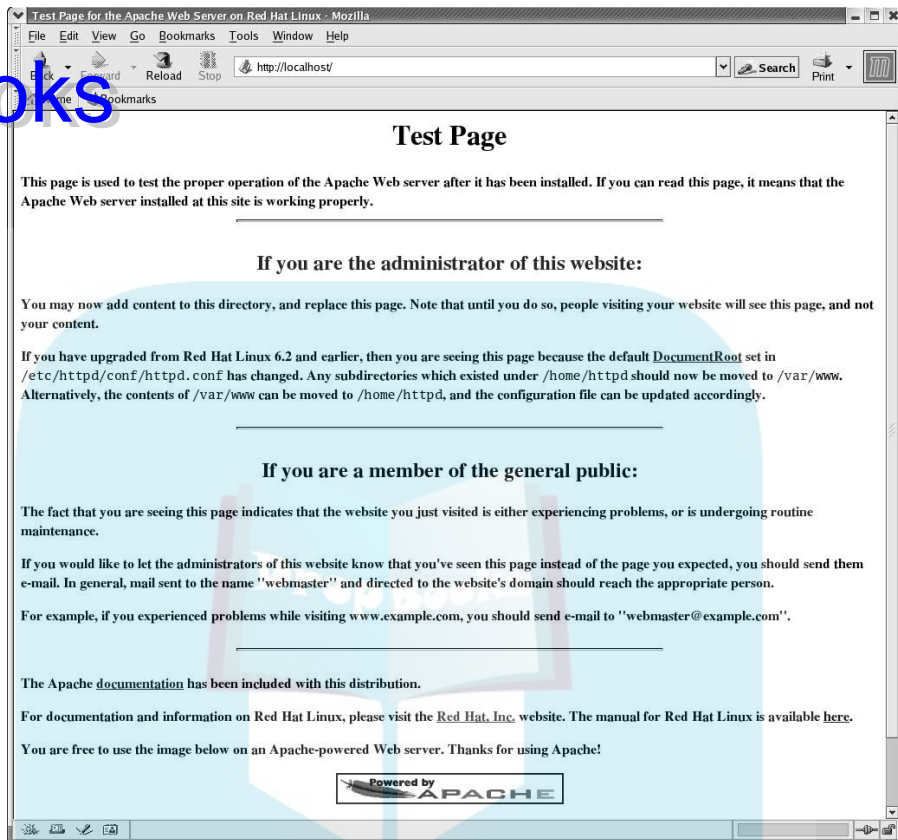 Test Page for the Apache Web Server on Red Hat Linux - Mozilla
File Edit View Go Bookmarks Tools Window Help
Back Forward Reload Stop http://localhost/ Search Print
Home Bookmarks
ooks
Test Page
This page is used to test the proper operation of the Apache Web server after it has been installed. If you can read this page, it means that the
Apache Web server installed at this site is working properly.
If you are the administrator of this website:
You may now add content to this directory, and replace this page. Note that until you do so, people visiting your website will see this page, and not
your content.
If you have upgraded from Red Hat Linux 6.2 and earlier, then you are seeing this page because the default DocumentRoot set in
/etc/httpd/conf/httpd.conf has changed. Any subdirectories which existed under /home/httpd should now be moved to /var/www.
Alternatively, the contents of /var/www can be moved to /home/httpd, and the configuration file can be updated accordingly.
If you are a member of the general public:
The fact that you are seeing this page indicates that the website you just visited is either experiencing problems, or is undergoing routine
maintenance.
If you would like to let the administrators of this website know that you've seen this page instead of the page you expected, you should send them
e-mail. In general, mail sent to the name "webmaster" and directed to the website's domain should reach the appropriate person.
Drop Books
For example, if you experienced problems while visiting www.example.com, you should send e-mail to "webmaster@example.com".
The Apache documentation has been included with this distribution.
For documentation and information on Red Hat Linux, please visit the Red Hat, Inc. website. The manual for Red Hat Linux is available here.
You are free to use the image below on an Apache-powered Web server. Thanks for using Apache!
Powered by
APACHE